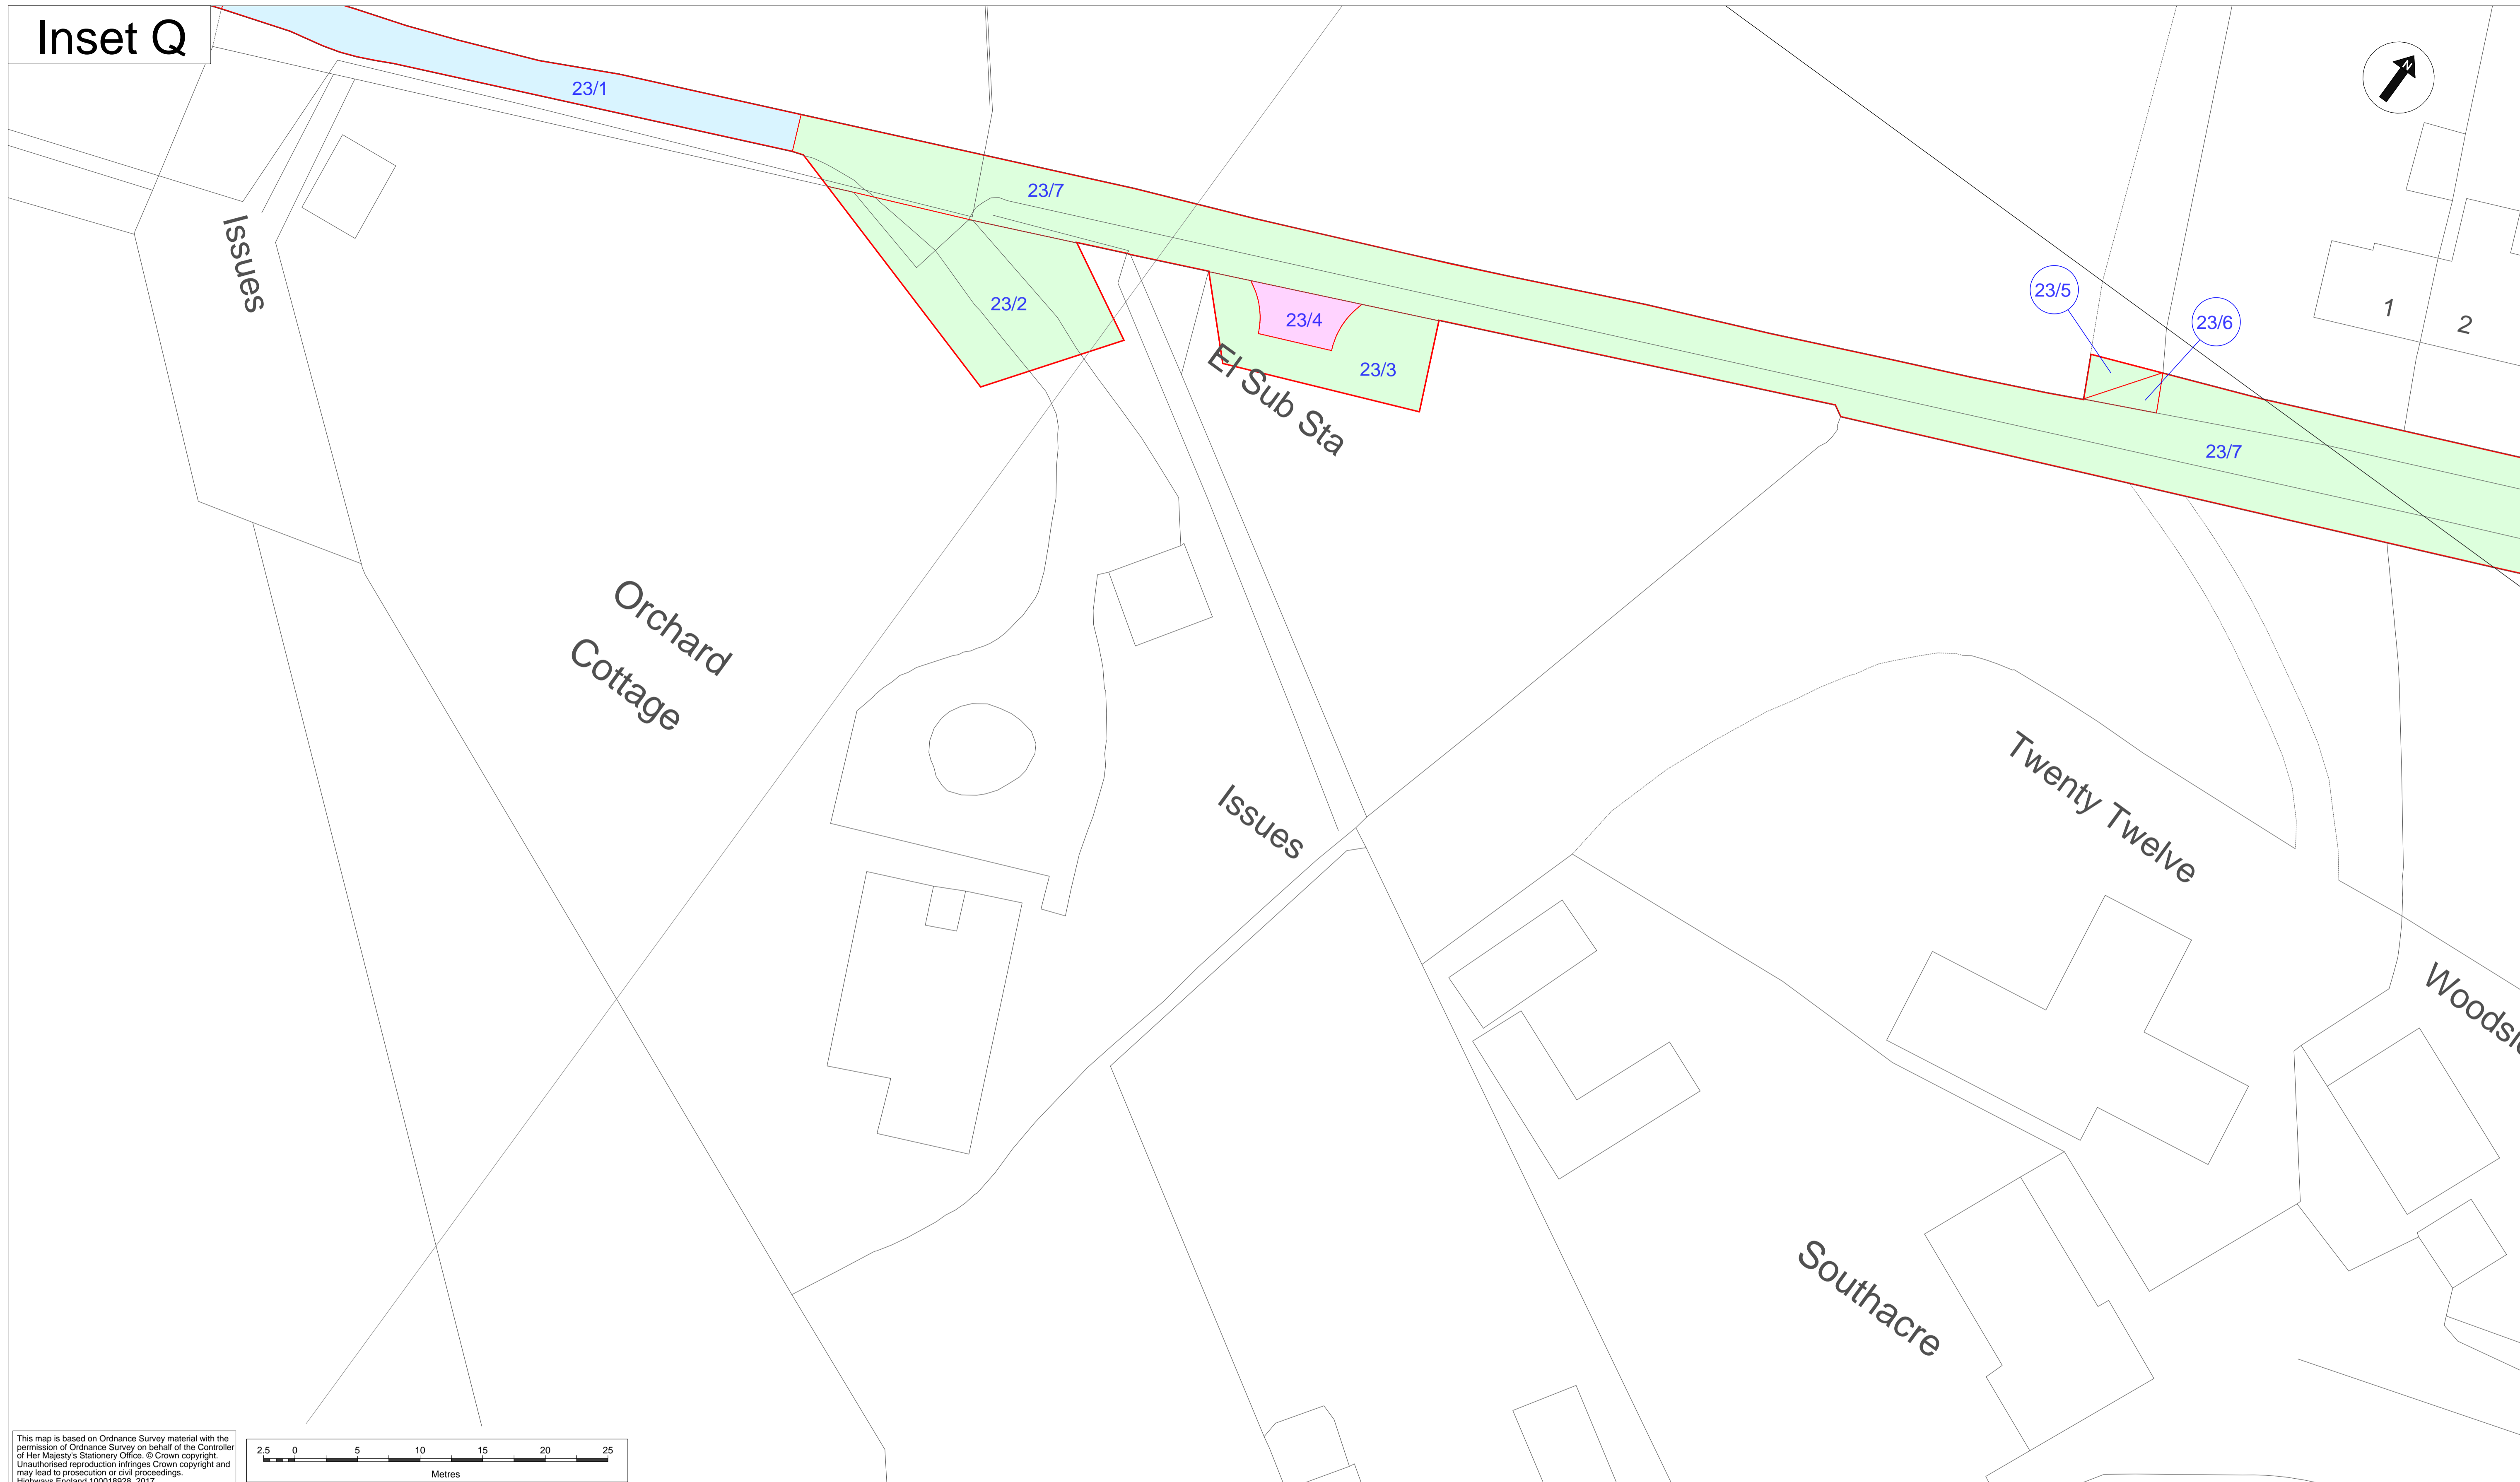 Inset Q
23/1
N
23/7
Issues
23/5
23/6
23/2
23/4
1
2
23/3
El Sub Sta
23/7
Orchard
Cottage
Issues
Twenty Twelve
Southacre
This map is based on Ordnance Survey material with the
permission of Ordnance Survey on behalf of the Controller
of Her Majesty's Stationery Office. © Crown copyright.
Unauthorised reproduction infringes Crown copyright and
may lead to prosecution or civil proceedings.
Highways England 100018928 2017
2.5 0 5 10 15 20 25
Metres